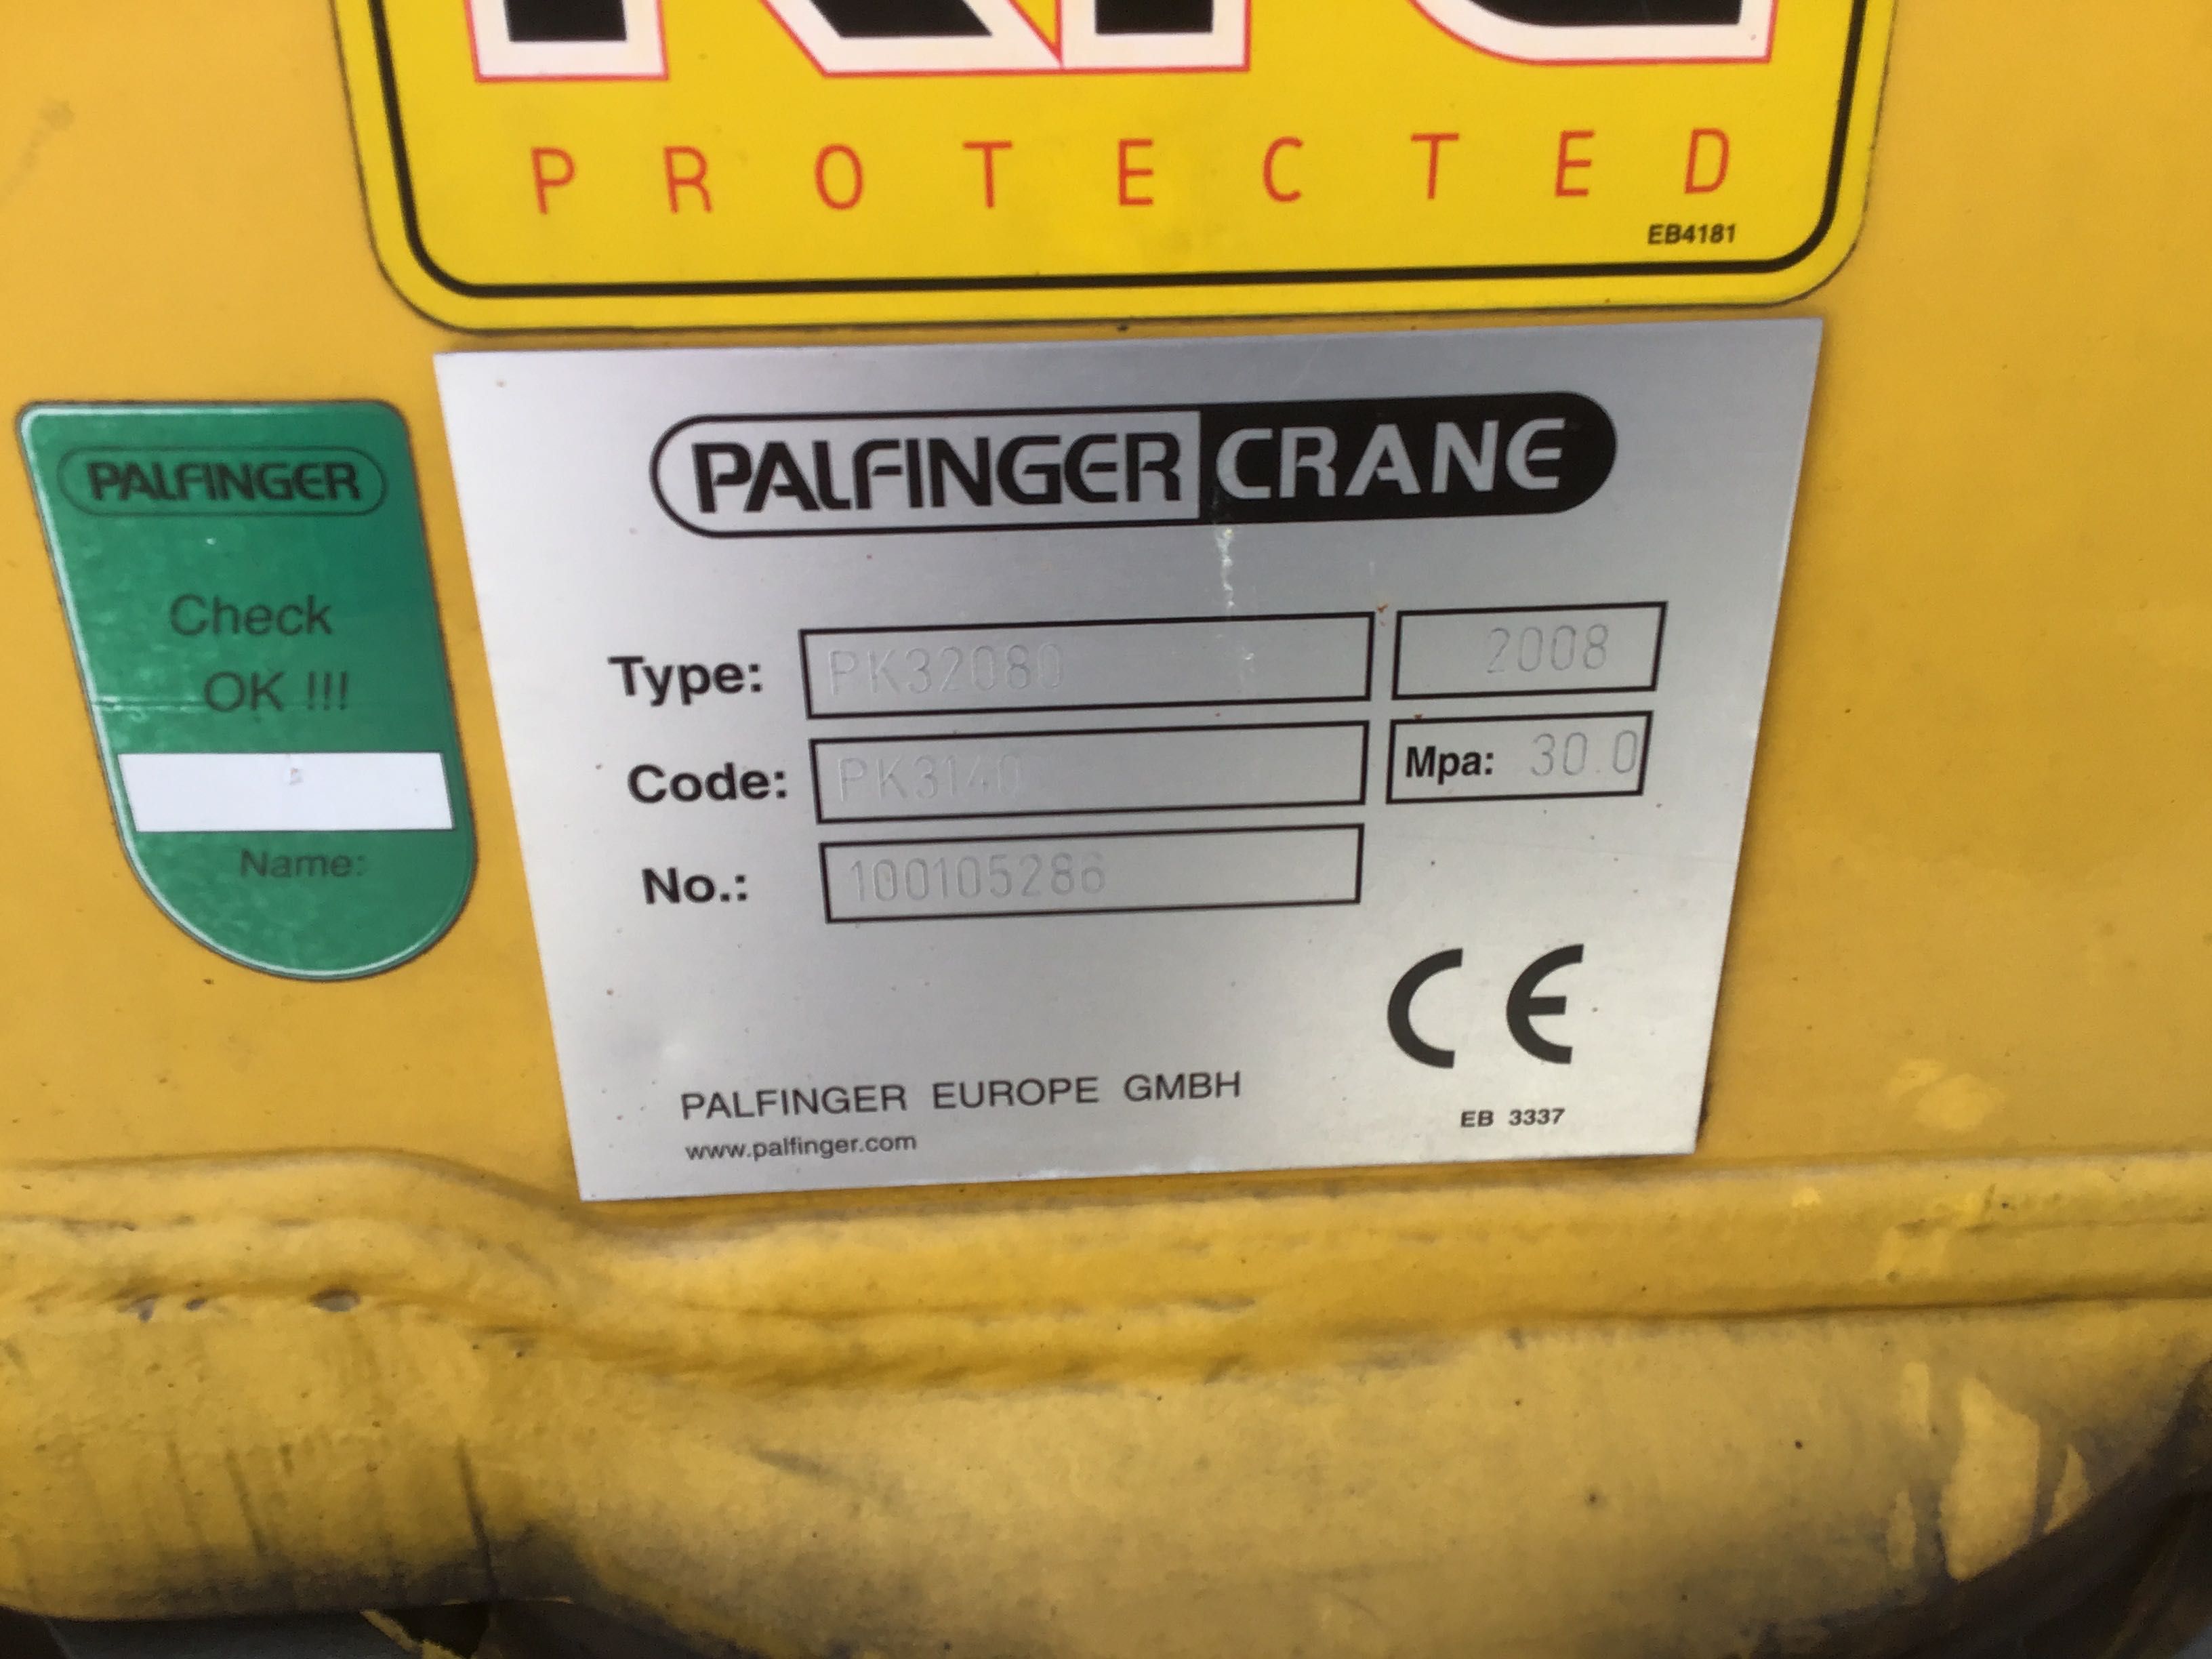 PROTECTED
EB4181
PALFINGER CRANE
PALFINGER
Check
OK !!!
Name:
Type: PK32080 2008
Code: PK3140 Mpa: 30.0
No.: 100105286
CE
PALFINGER EUROPE GMBH
www.palfinger.com
EB 3337